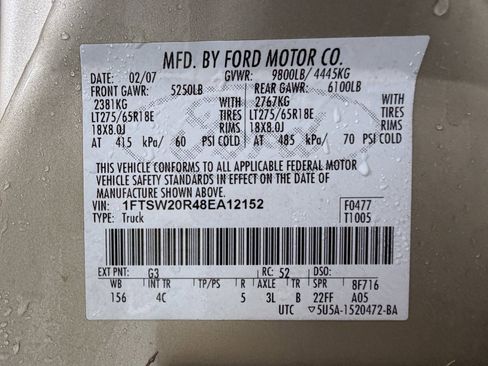 MFD. BY FORD MOTOR CO.
DATE: 02/07 GVWR: 9800LB/ 4445KG
FRONT GAWR: 5250LB REAR GAWR: 6100LB
2381KG WITH 2767KG WITH
LT275/65R18E TIRES LT275/65R18E TIRES
18X8.0J RIMS 18X8.0J RIMS
AT 415 kPa/ 60 PSI COLD AT 485 kPa/ 70 PSI COLD
THIS VEHICLE CONFORMS TO ALL APPLICABLE FEDERAL MOTOR
VEHICLE SAFETY STANDARDS IN EFFECT ON THE DATE OF
MANUFACTURE SHOWN ABOVE.
VIN: 1FTSW20R48EA12152 F0477
TYPE: Truck T1005
EXT PNT: G3 RC: 52 DSO:
WB INT TR TP/PS R AXLE TR SPR 8F716
156 4C 5 3L B 22FF A05
UTC ▽5U5A-1520472-BA